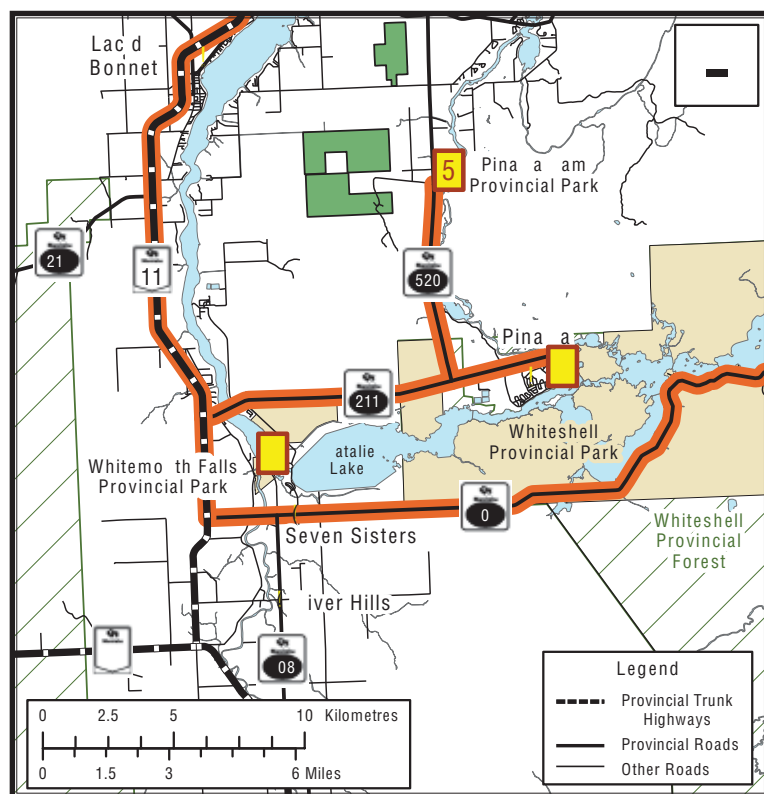 Lac d
Bonnet
5
Pina a am
Provincial Park
21
11
520
Pina a
211
Whiteshell
Provincial Park
atalie
Lake
Whitemo th Falls
Provincial Park
0
Seven Sisters
Whiteshell
Provincial
Forest
iver Hills
08
Legend
Provincial Trunk
Highways
Provincial Roads
Other Roads
0 2.5 5 10 Kilometres
0 1.5 3 6 Miles